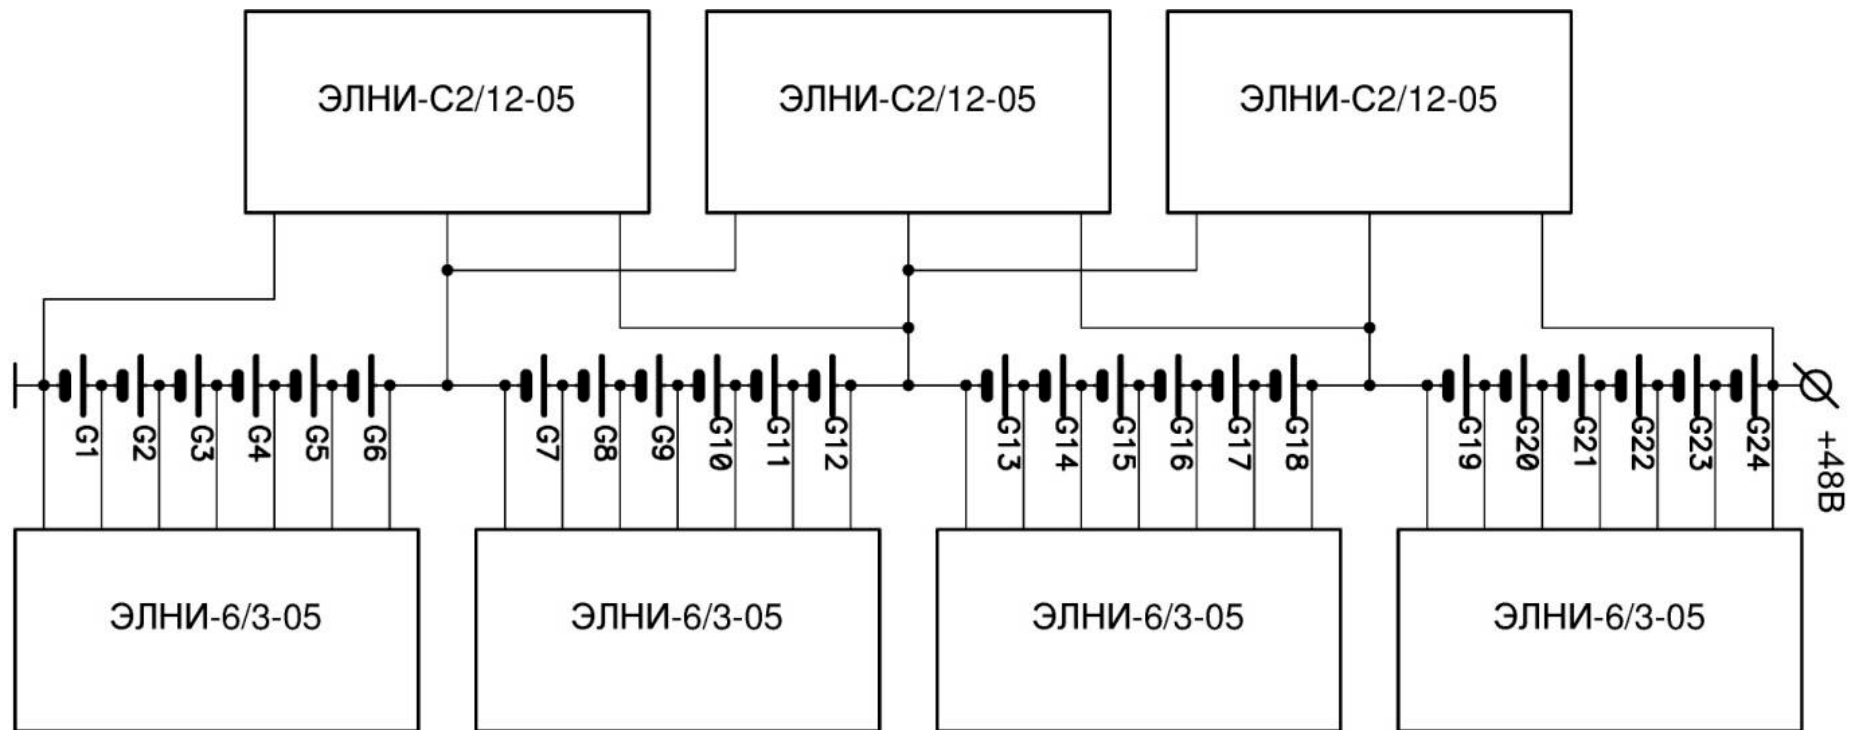 ЭЛНИ-С2/12-05
ЭЛНИ-С2/12-05
ЭЛНИ-С2/12-05
G1
G2
G3
G4
G5
G6
G7
G8
G9
G10
G11
G12
G13
G14
G15
G16
G17
G18
G19
G20
G21
G22
G23
G24
+48В
ЭЛНИ-6/3-05
ЭЛНИ-6/3-05
ЭЛНИ-6/3-05
ЭЛНИ-6/3-05